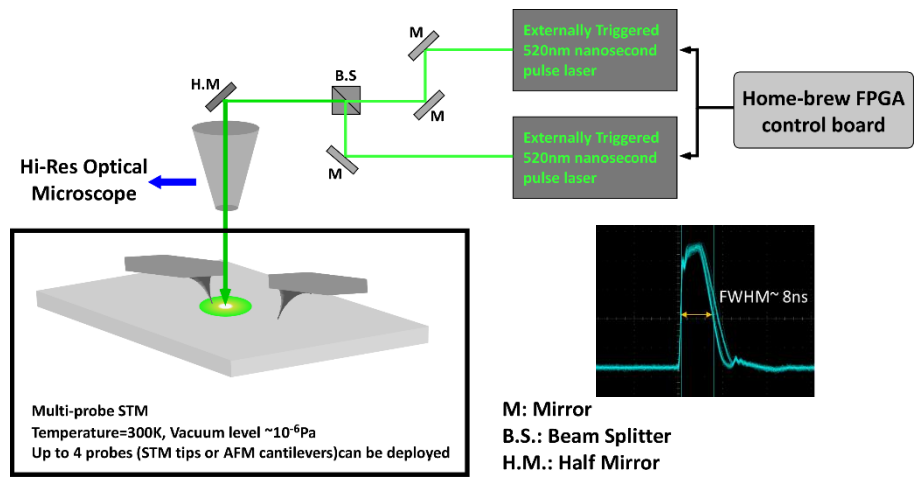 M
Externally Triggered
520nm nanosecond
pulse laser
B.S
H.M
M
Home-brew FPGA
control board
Externally Triggered
520nm nanosecond
pulse laser
M
Hi-Res Optical
Microscope
FWHM~ 8ns
Multi-probe STM
Temperature=300K, Vacuum level ~10⁻⁶Pa
Up to 4 probes (STM tips or AFM cantilevers)can be deployed
M: Mirror
B.S.: Beam Splitter
H.M.: Half Mirror